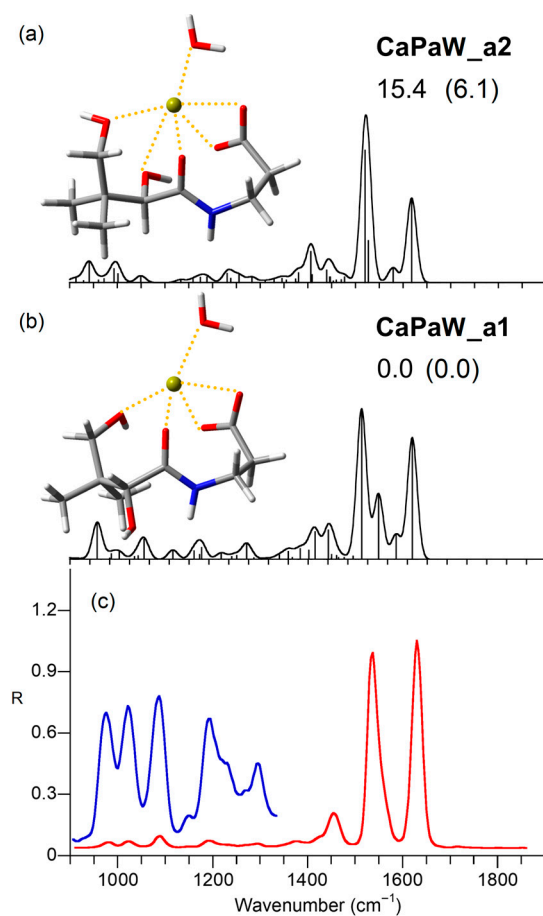 (a)
CaPaW_a2
15.4 (6.1)
(b)
CaPaW_a1
0.0 (0.0)
(c)
1.2
0.9
R
0.6
0.3
0
1000 1200 1400 1600 1800
Wavenumber (cm⁻¹)